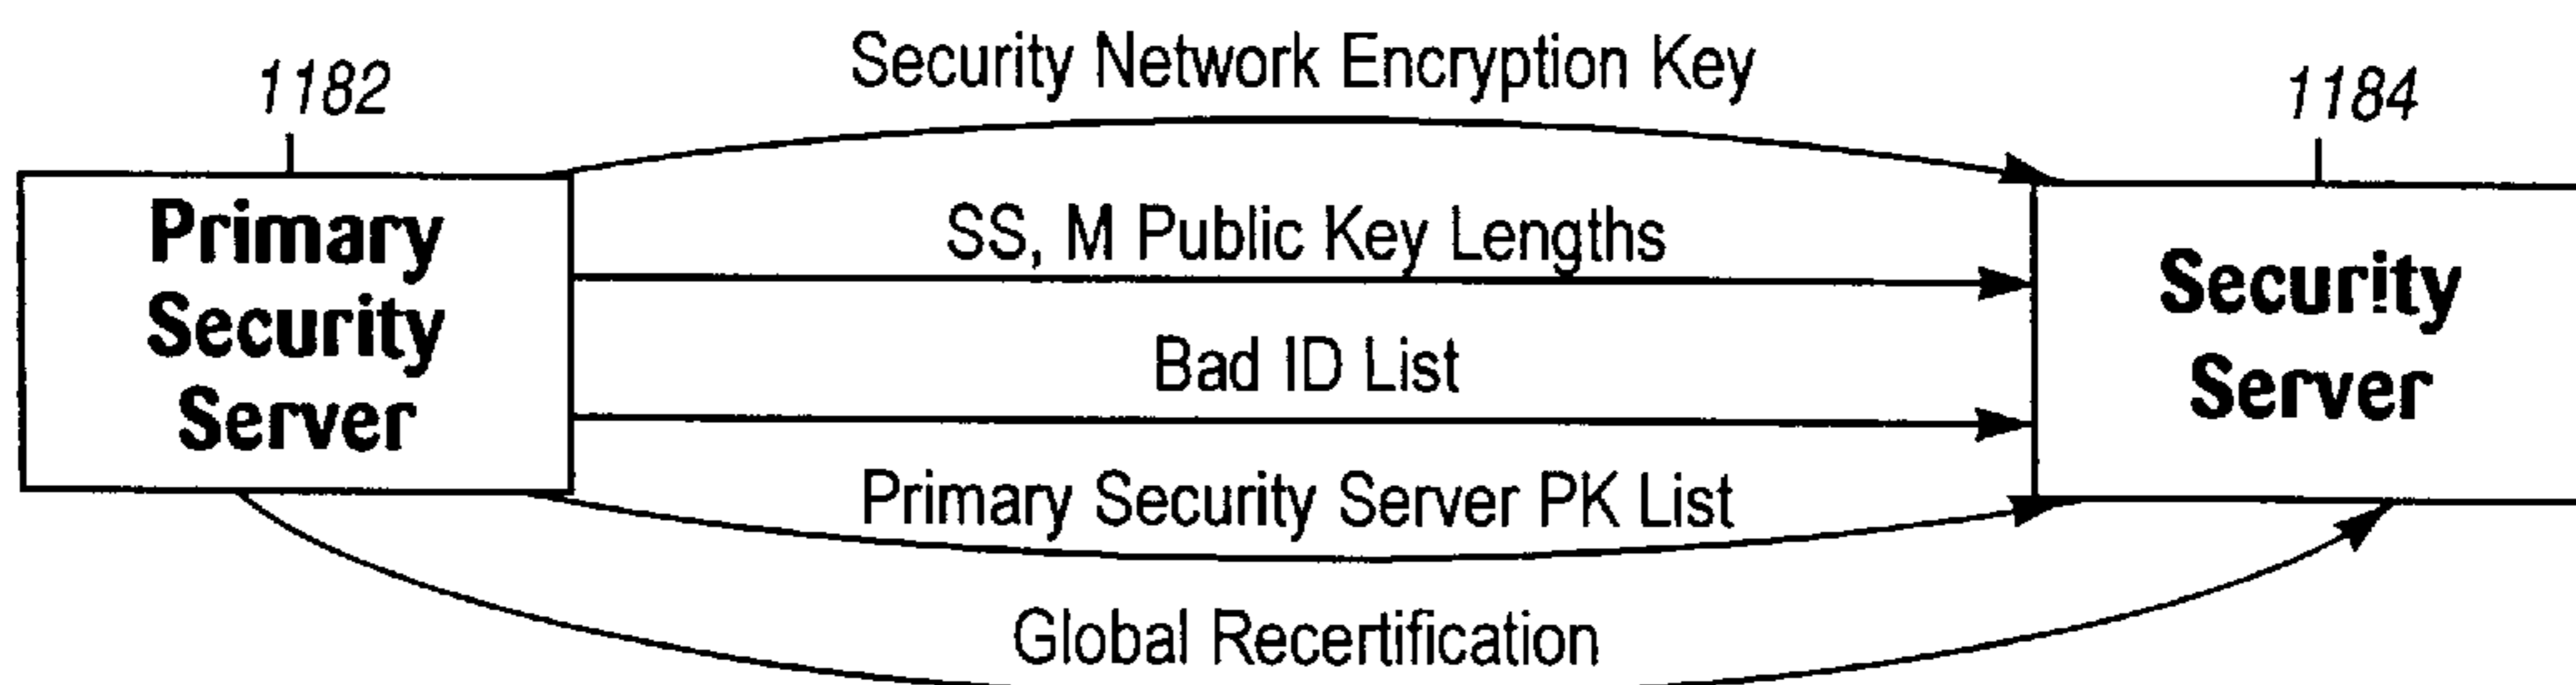 1182
Security Network Encryption Key
1184
Primary
Security
Server
SS, M Public Key Lengths
Bad ID List
Primary Security Server PK List
Global Recertification
Security
Server